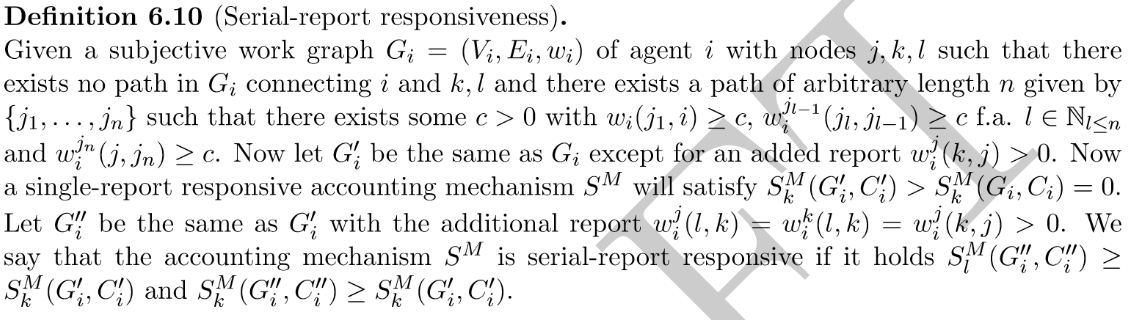 Definition 6.10 (Serial-report responsiveness).
Given a subjective work graph $G_i = (V_i, E_i, w_i)$ of agent $i$ with nodes $j, k, l$ such that there
exists no path in $G_i$ connecting $i$ and $k, l$ and there exists a path of arbitrary length $n$ given by
$\{j_1, \ldots, j_n\}$ such that there exists some $c > 0$ with $w_i(j_1, i) \geq c$, $w_i^{j_{l-1}}(j_l, j_{l-1}) \geq c$ f.a. $l \in \mathbb{N}_{l \leq n}$
and $w_i^{j_n}(j, j_n) \geq c$. Now let $G_i'$ be the same as $G_i$ except for an added report $w_i^j(k, j) > 0$. Now
a single-report responsive accounting mechanism $S^M$ will satisfy $S_k^M(G_i', C_i') > S_k^M(G_i, C_i) = 0$.
Let $G_i''$ be the same as $G_i'$ with the additional report $w_i^j(l, k) = w_i^k(l, k) = w_i^j(k, j) > 0$. We
say that the accounting mechanism $S^M$ is serial-report responsive if it holds $S_l^M(G_i'', C_i'') \geq$
$S_k^M(G_i', C_i')$ and $S_k^M(G_i'', C_i'') \geq S_k^M(G_i', C_i')$.